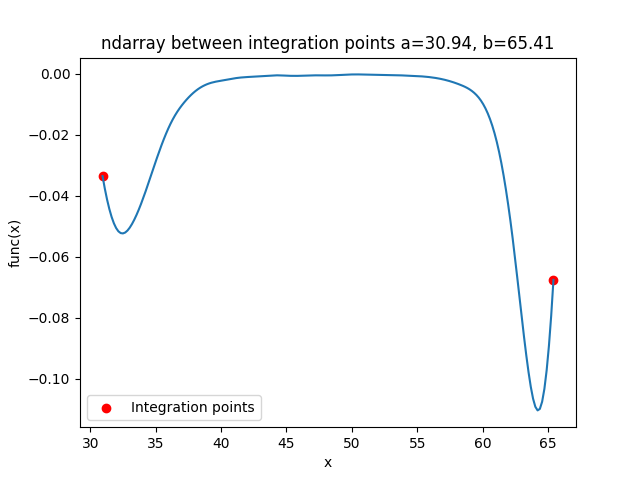 ndarray between integration points a=30.94, b=65.41
0.00
−0.02
−0.04
−0.06
−0.08
−0.10
func(x)
Integration points
30 35 40 45 50 55 60 65
x